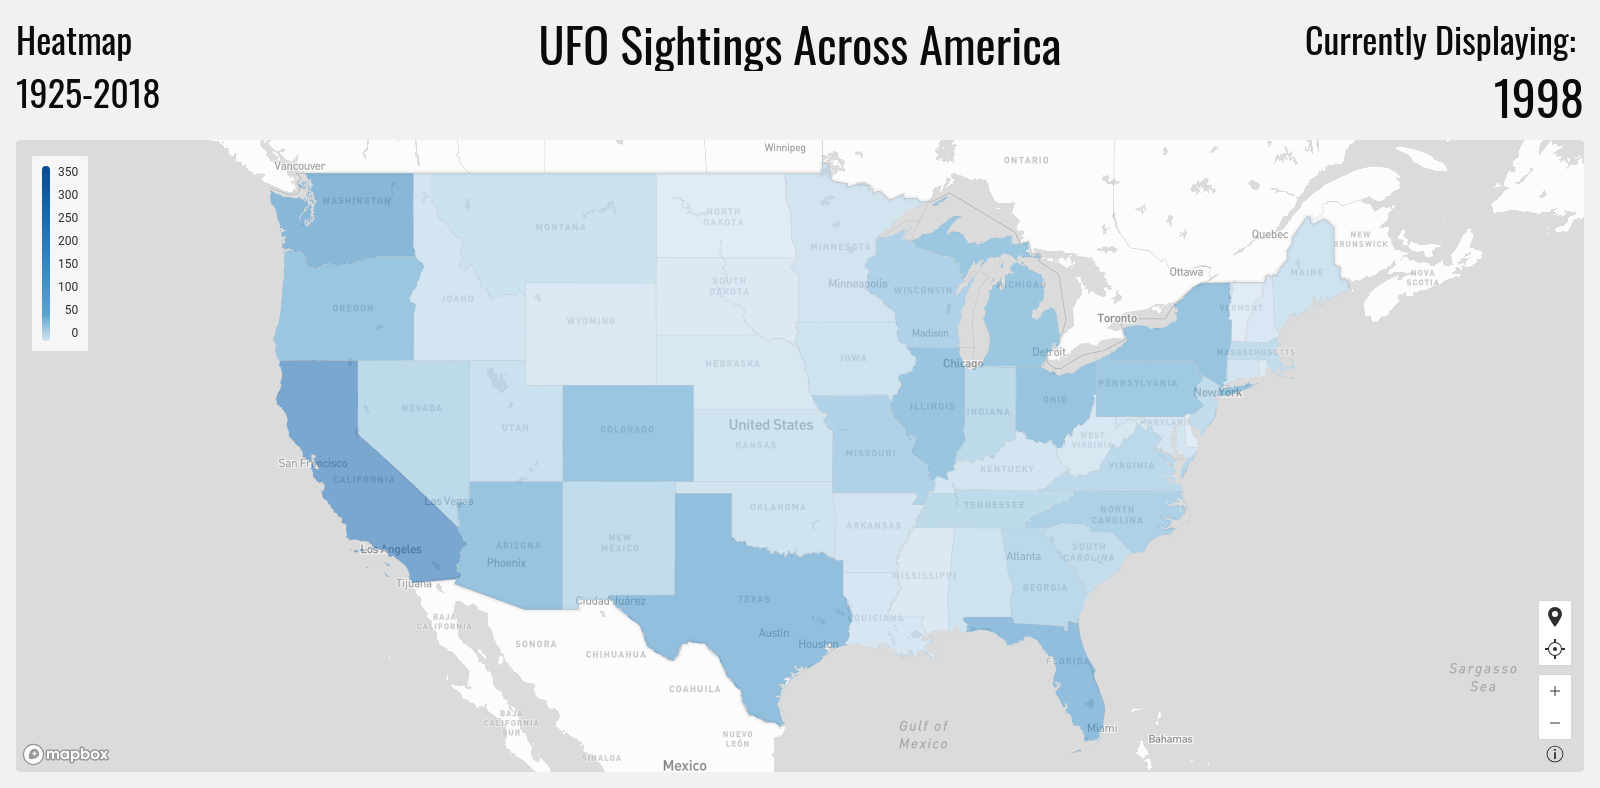 Heatmap
1925-2018
UFO Sightings Across America
Currently Displaying:
1998
350
300
250
200
150
100
50
0
Vancouver
Winnipeg
ONTARIO
WASHINGTON
MONTANA
NORTH
DAKOTA
MINNESOTA
Quebec
NEW
BRUNSWICK
MAINE
Ottawa
NOVA
SCOTIA
OREGON
IDAHO
SOUTH
DAKOTA
Minneapolis
WISCONSIN
MICHIGAN
VERMONT
WYOMING
Toronto
Madison
Detroit
MASSACHUSETTS
NEBRASKA
IOWA
Chicago
PENNSYLVANIA
New York
NEVADA
UTAH
COLORADO
United States
KANSAS
ILLINOIS
INDIANA
OHIO
MARYLAND
WEST
VIRGINIA
San Francisco
CALIFORNIA
MISSOURI
KENTUCKY
VIRGINIA
Las Vegas
OKLAHOMA
TENNESSEE
NORTH
CAROLINA
Los Angeles
ARIZONA
Phoenix
NEW
MEXICO
ARKANSAS
Atlanta
SOUTH
CAROLINA
Tijuana
MISSISSIPPI
GEORGIA
Ciudad Juárez
TEXAS
LOUISIANA
BAJA
CALIFORNIA
SONORA
CHIHUAHUA
Austin
Houston
FLORIDA
COAHUILA
Sargasso
Sea
BAJA
CALIFORNIA
SUR
NUEVO
LEÓN
Gulf of
Mexico
Miami
Bahamas
SINALOA
Mexico
mapbox
+
−